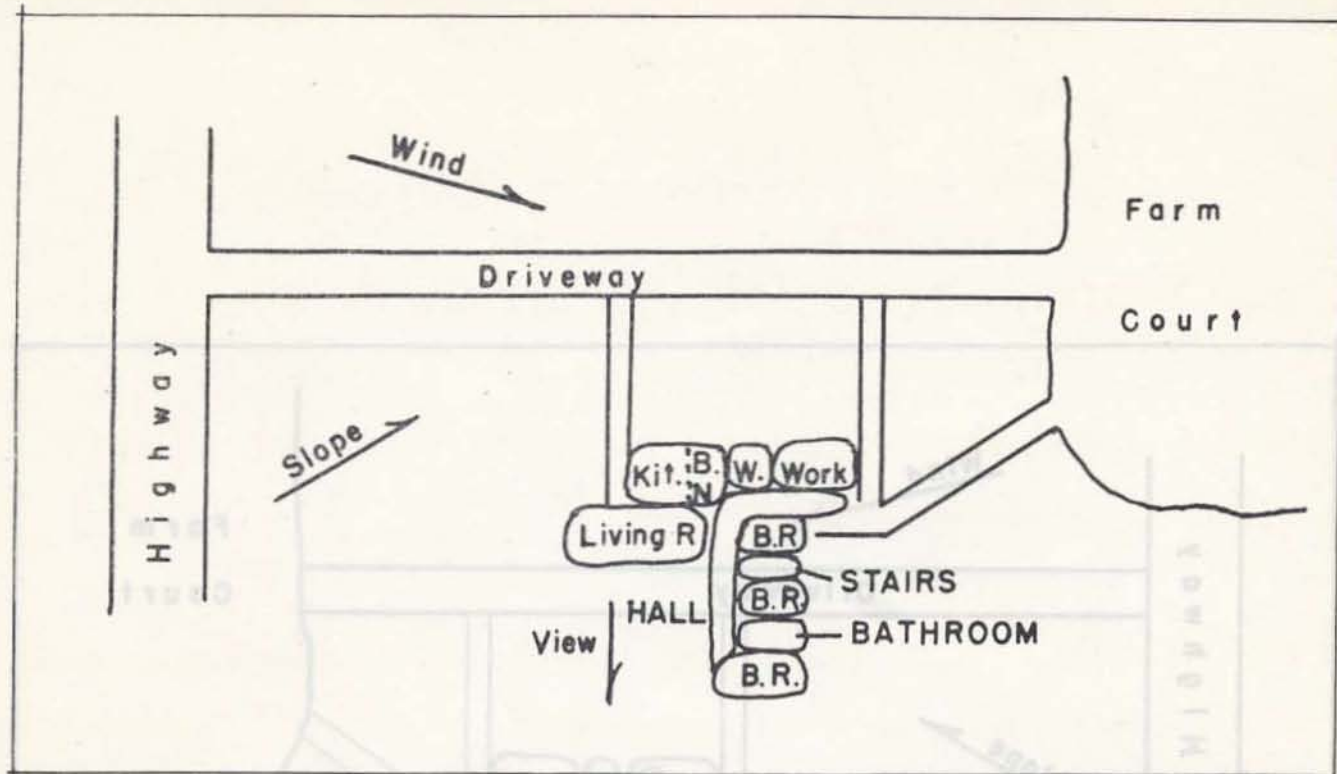 Wind
Farm
Driveway
Court
Highway
Slope
Kit. B. N W. Work
Living R B.R
STAIRS
HALL B.R.
View BATHROOM
B.R.